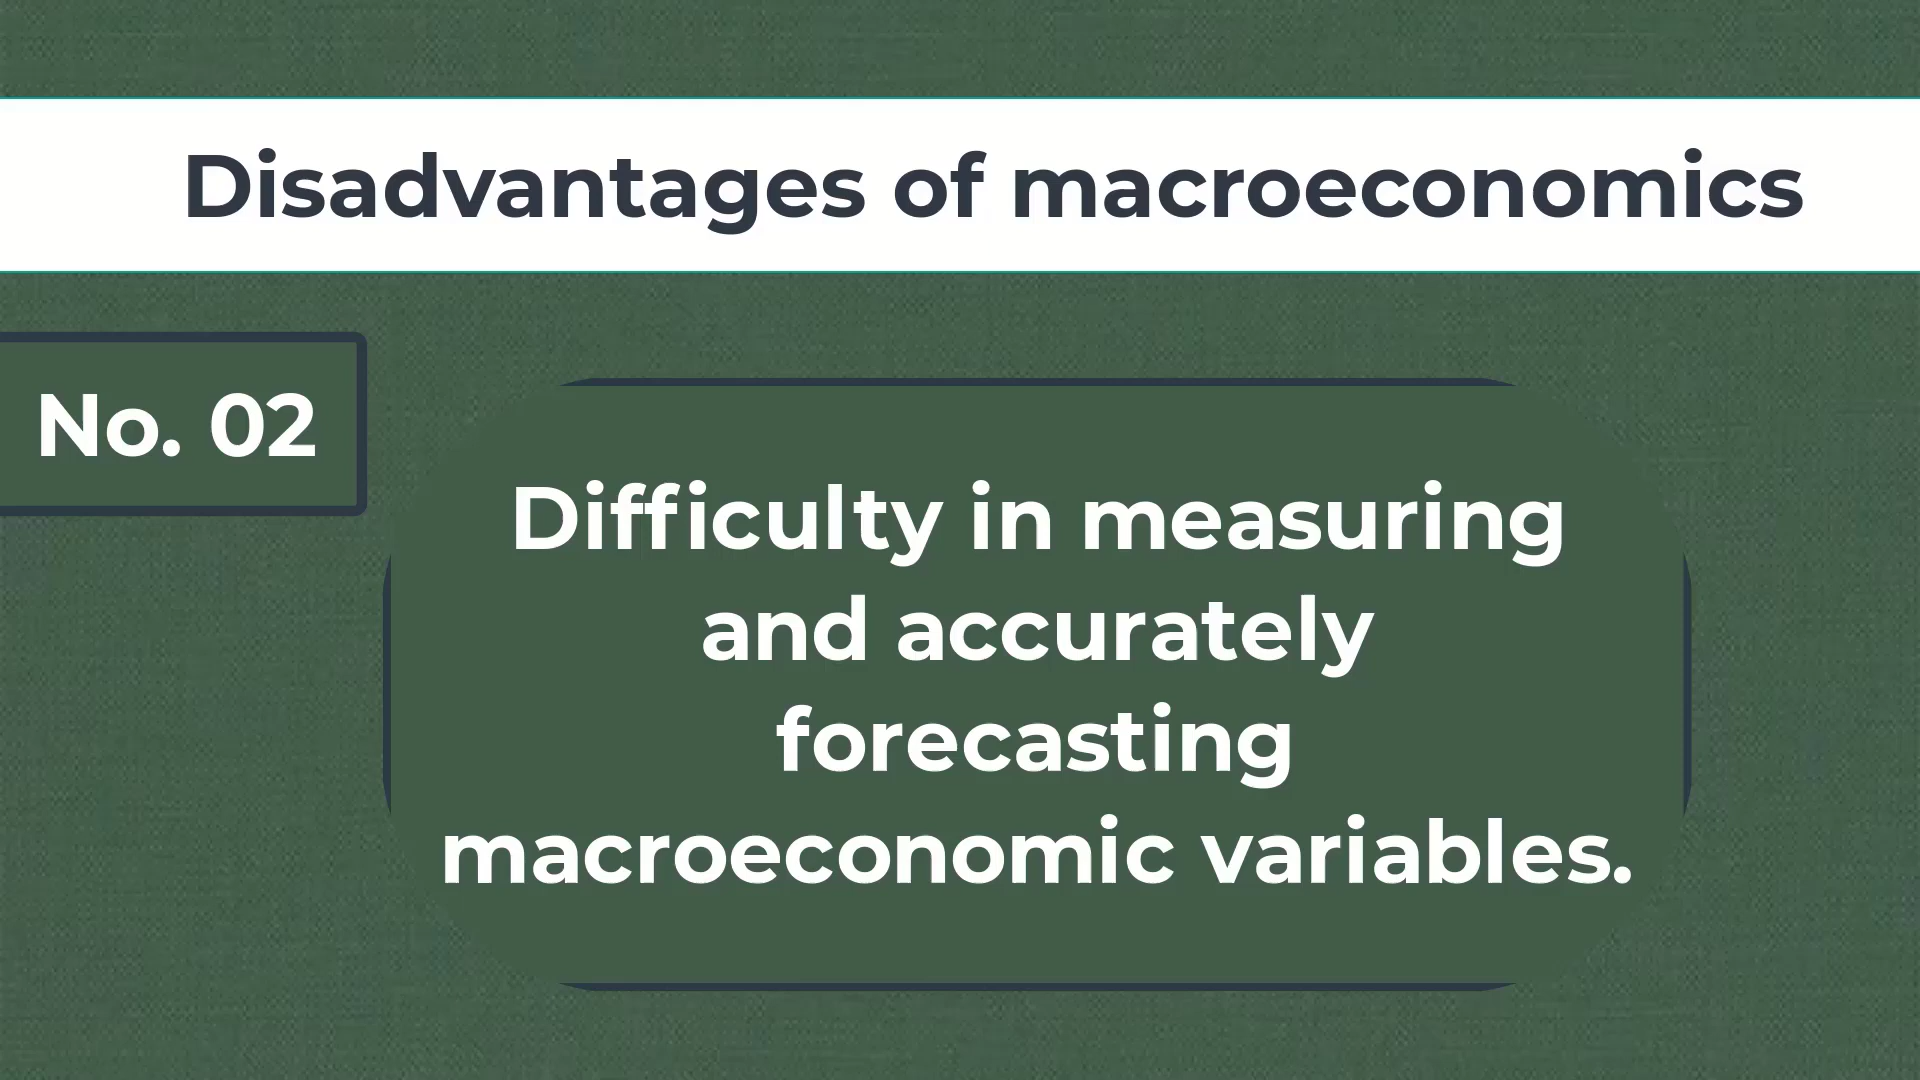 Disadvantages of macroeconomics
No. 02
Difficulty in measuring
and accurately
forecasting
macroeconomic variables.